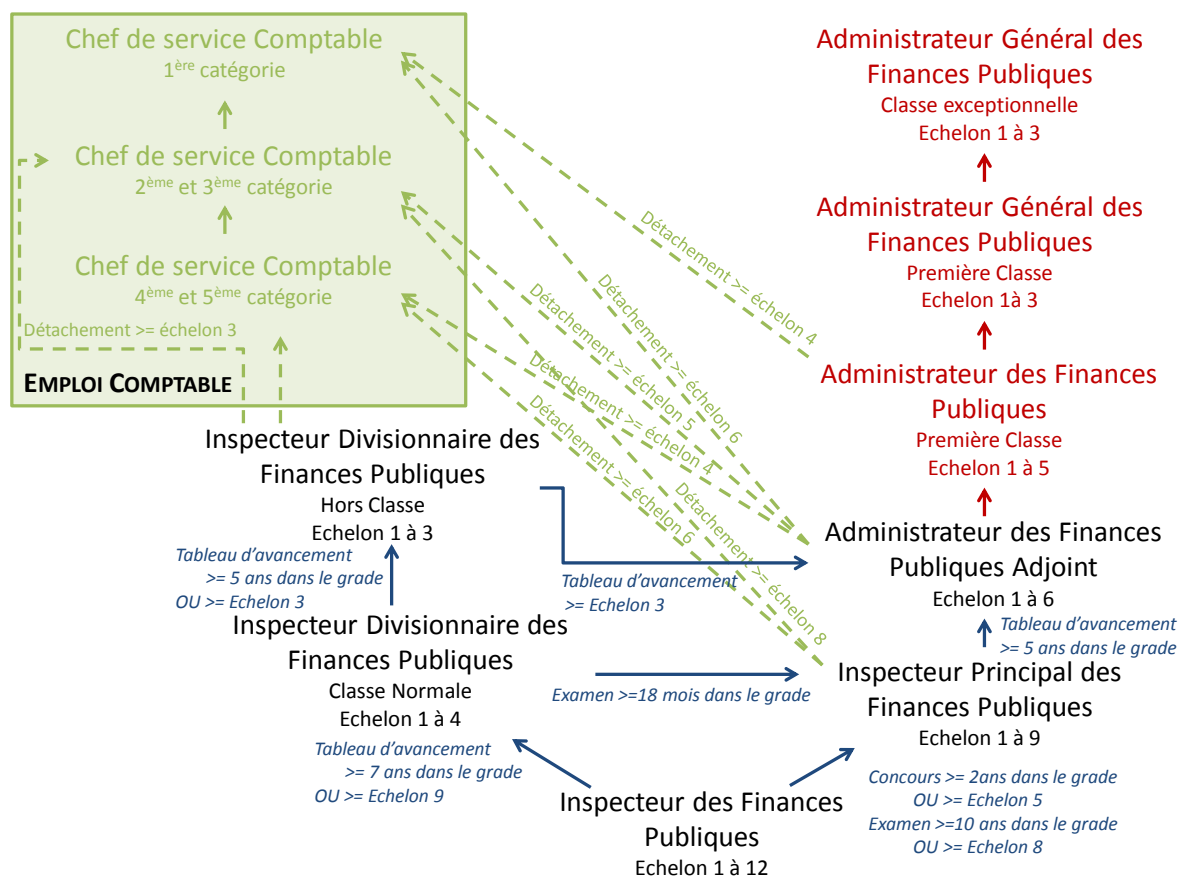 Chef de service Comptable
1ère catégorie
Chef de service Comptable
2ème et 3ème catégorie
Chef de service Comptable
4ème et 5ème catégorie
Détachement >= échelon 3
EMPLOI COMPTABLE
Administrateur Général des
Finances Publiques
Classe exceptionnelle
Echelon 1 à 3
Administrateur Général des
Finances Publiques
Première Classe
Echelon 1à 3
Administrateur des Finances
Publiques
Première Classe
Echelon 1 à 5
Détachement >= échelon 4
Détachement >= échelon 6
Détachement >= échelon 5
Détachement >= échelon 4
Détachement >= échelon 6
Détachement >= échelon 8
Inspecteur Divisionnaire des
Finances Publiques
Hors Classe
Echelon 1 à 3
Tableau d’avancement
>= 5 ans dans le grade
OU >= Echelon 3
Tableau d’avancement
>= Echelon 3
Administrateur des Finances
Publiques Adjoint
Echelon 1 à 6
Tableau d’avancement
>= 5 ans dans le grade
Inspecteur Divisionnaire des
Finances Publiques
Classe Normale
Echelon 1 à 4
Examen >=18 mois dans le grade
Inspecteur Principal des
Finances Publiques
Echelon 1 à 9
Tableau d’avancement
>= 7 ans dans le grade
OU >= Echelon 9
Inspecteur des Finances
Publiques
Echelon 1 à 12
Concours >= 2ans dans le grade
OU >= Echelon 5
Examen >=10 ans dans le grade
OU >= Echelon 8